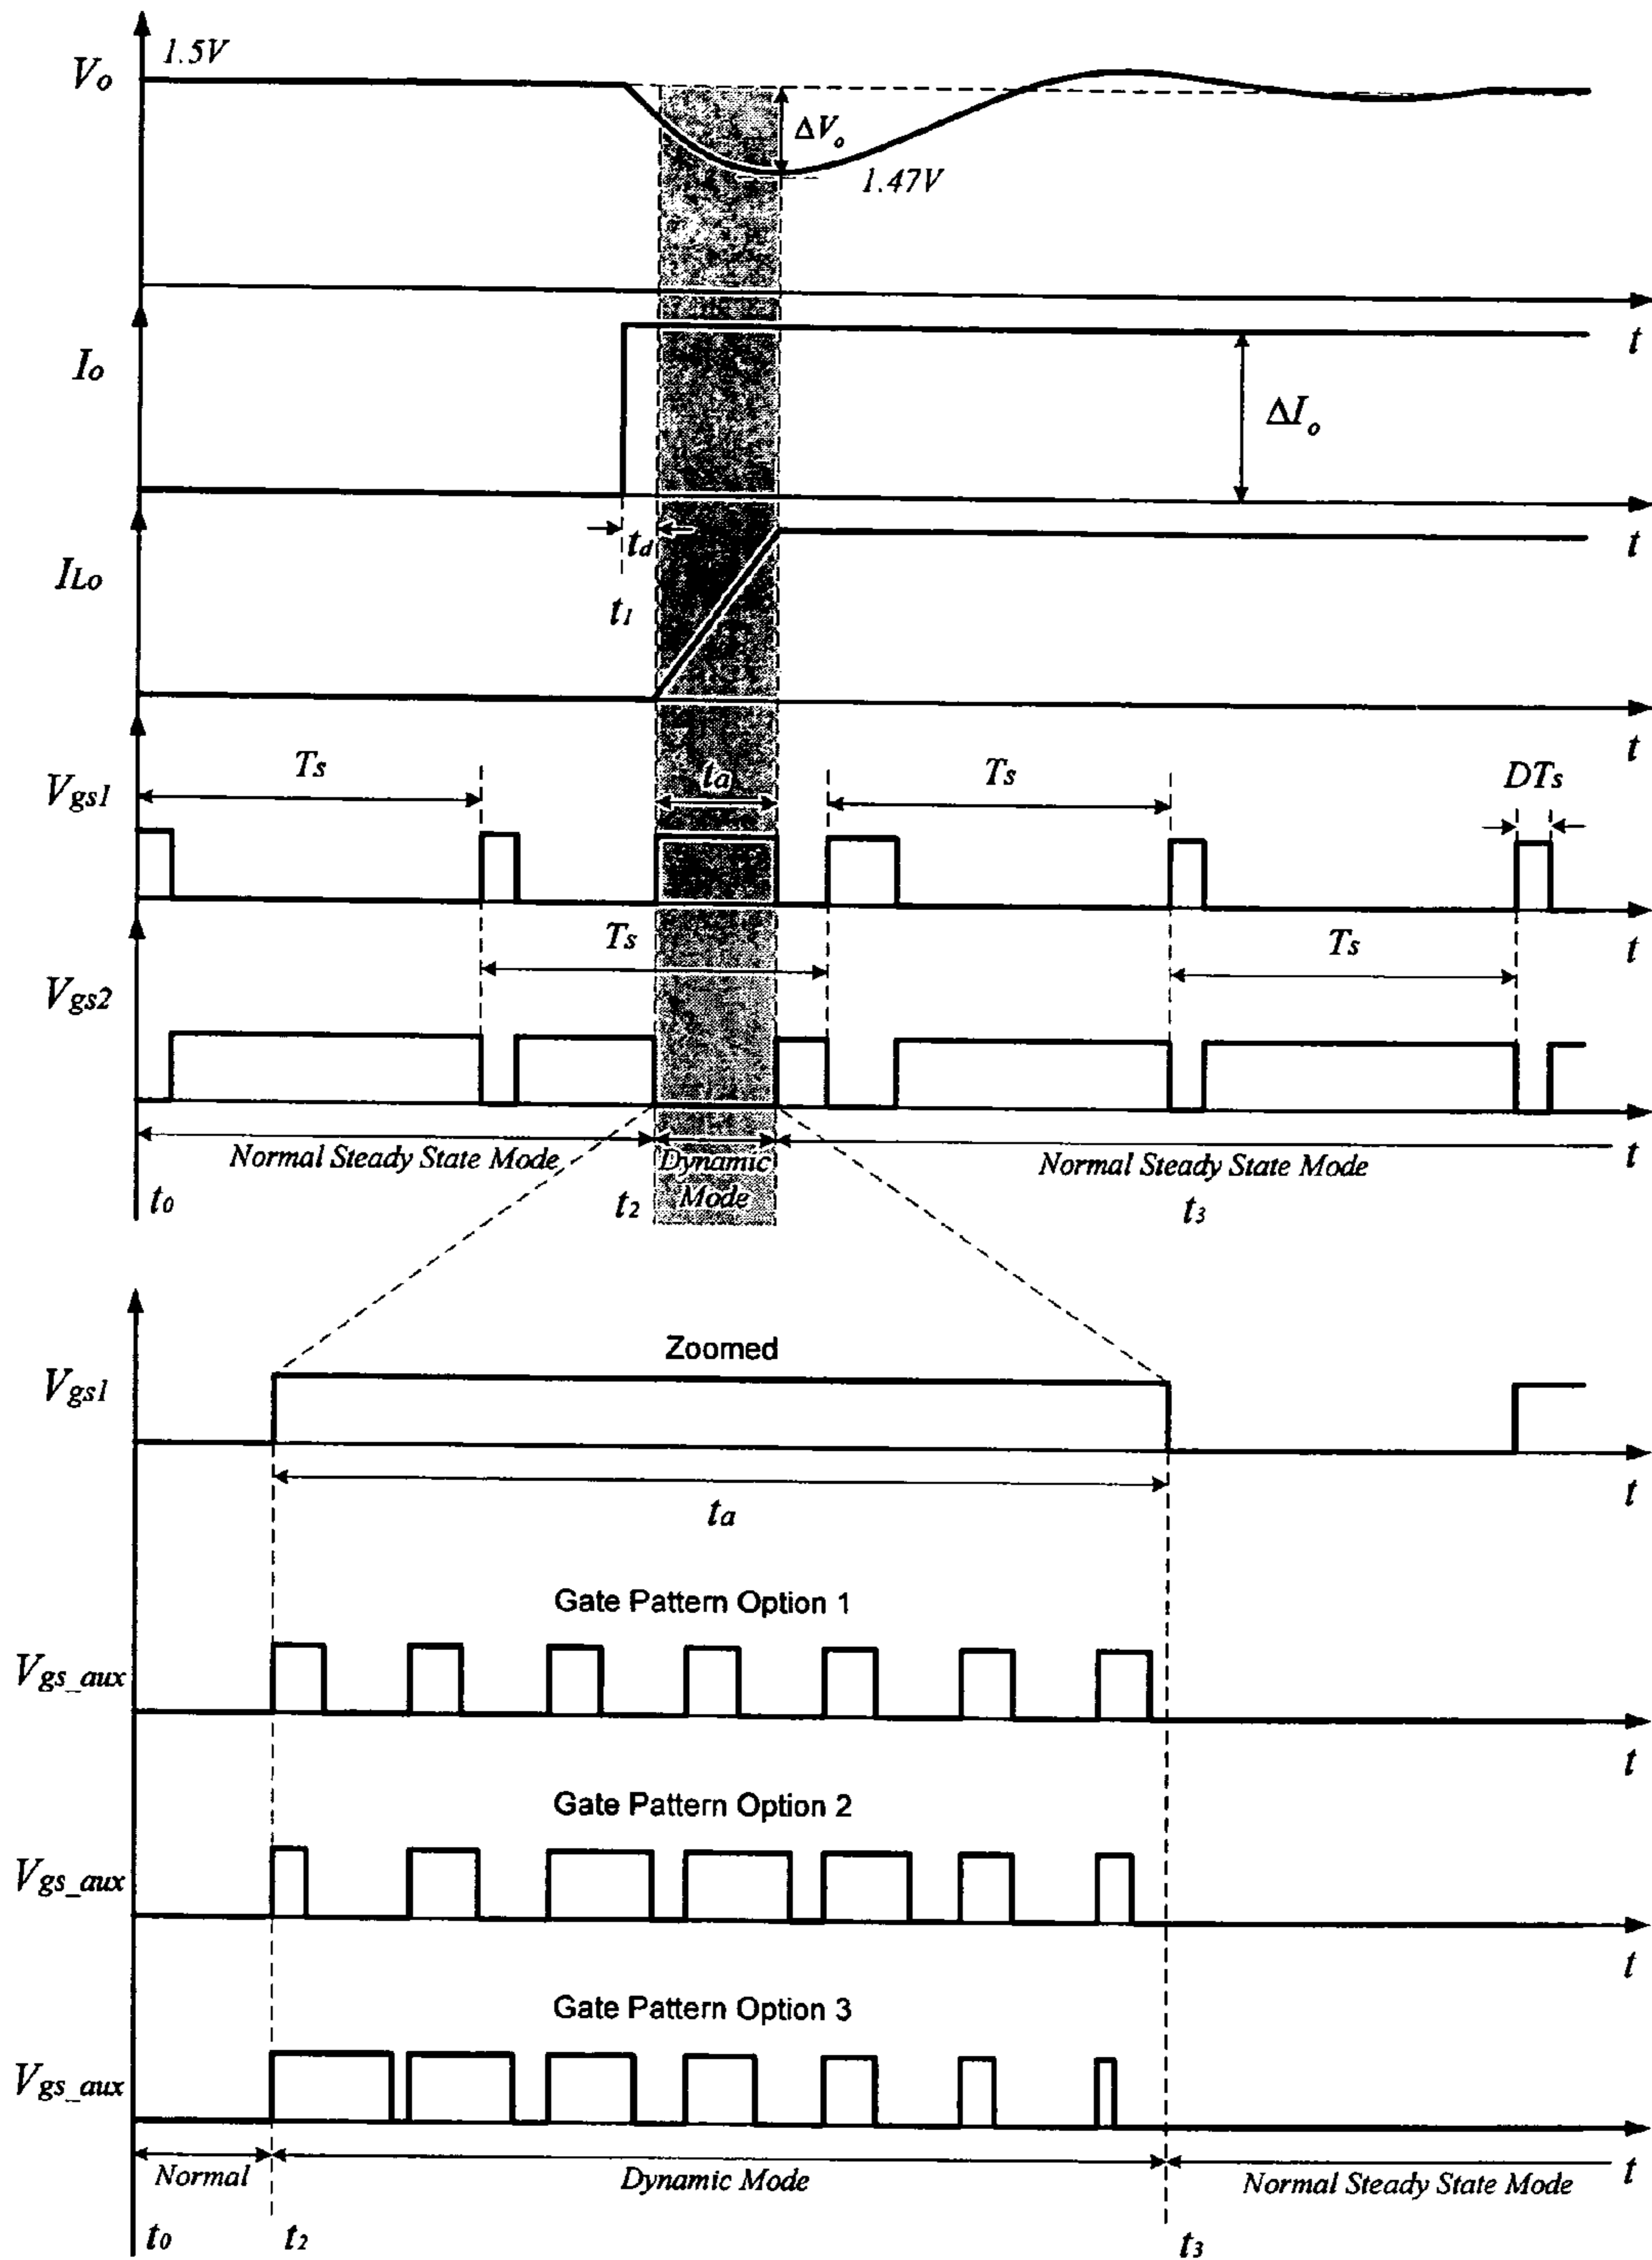 1.5V
Vo
ΔVo
1.47V
t
Io
ΔIo
td
t
ILo
t1
t
Ts
ta
Ts
DTs
Vgs1
Ts
t
Ts
Vgs2
Normal Steady State Mode
Dynamic Mode
Normal Steady State Mode
t
t0
t2
t3
Zoomed
Vgs1
t
ta
Gate Pattern Option 1
Vgs_aux
t
Gate Pattern Option 2
Vgs_aux
t
Gate Pattern Option 3
Vgs_aux
Normal
Dynamic Mode
Normal Steady State Mode
t
t0
t2
t3